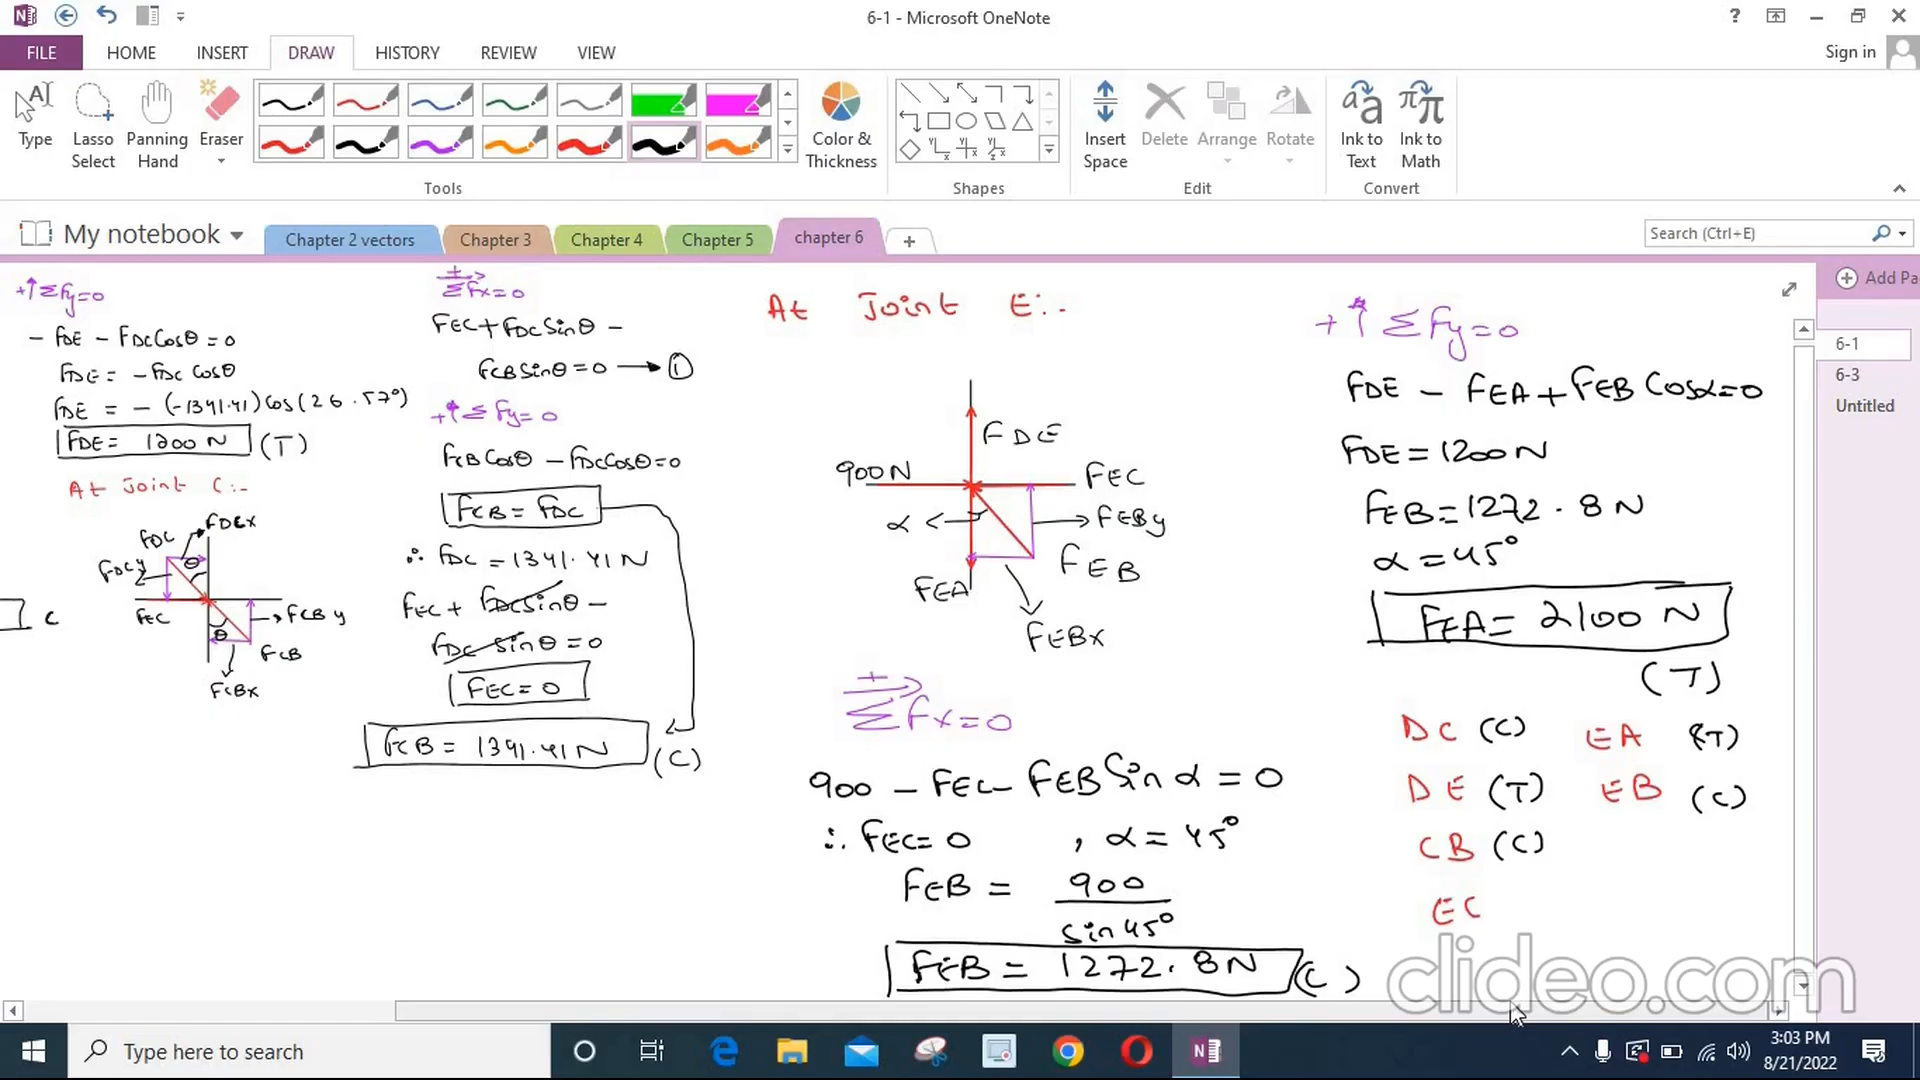 6-1 - Microsoft OneNote
FILE HOME INSERT DRAW HISTORY REVIEW VIEW
Sign in
Type
Lasso Select
Panning Hand
Eraser
Color & Thickness
Insert Space
Delete
Arrange
Rotate
Ink to Text
Ink to Math
Tools
Shapes
Edit
Convert
My notebook
Chapter 2 vectors
Chapter 3
Chapter 4
Chapter 5
chapter 6
Search (Ctrl+E)
Add Pa
6-1
6-3
Untitled
+↑ ΣFy=0
- FDE - FDC Cosθ = 0
FDE = - FDC Cosθ
FDE = - (-1341.41) cos(26.57°)
FDE = 1200 N (T)
At Joint C:-
FDCx
FDC
θ
FDCy
FEC
FCBy
θ
FCB
FCBx
C
+→ ΣFx=0
FEC + FDC Sinθ -
FCB Sinθ = 0 → ①
+↑ ΣFy=0
FCB Cosθ - FDC Cosθ = 0
FCB = FDC
∴ FDC = 1341.41 N
FEC + FDC Sinθ -
FDC Sinθ = 0
FEC = 0
FCB = 1341.41 N (C)
At Joint E:-
FDE
900N
FEC
α
FEBy
FEB
FEA
FEBx
+→ ΣFx=0
900 - FEC - FEB Sin α = 0
∴ FEC = 0 , α = 45°
FEB = 900 / Sin45°
FEB = 1272.8 N (C)
+↑ ΣFy=0
FDE - FEA + FEB Cosα = 0
FDE = 1200N
FEB = 1272.8 N
α = 45°
FEA = 2100 N
(T)
DC (C) EA (T)
DE (T) EB (C)
CB (C)
EC
clideo.com
Type here to search
3:03 PM
8/21/2022